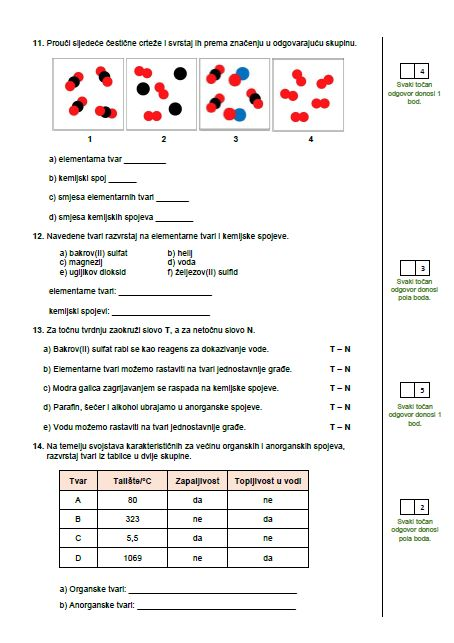 11. Prouči sljedeće čestične crteže i svrstaj ih prema značenju u odgovarajuću skupinu.
1 2 3 4
a) elementarna tvar __________
b) kemijski spoj ______
c) smjesa elementarnih tvari _______
d) smjesa kemijskih spojeva ________
4
Svaki točan
odgovor donosi 1
bod.
12. Navedene tvari razvrstaj na elementarne tvari i kemijske spojeve.
a) bakrov(II) sulfat b) helij
c) magnezij d) voda
e) ugljikov dioksid f) željezov(II) sulfid
elementarne tvari: ____________________
kemijski spojevi: _____________________
3
Svaki točan
odgovor donosi
pola boda.
13. Za točnu tvrdnju zaokruži slovo T, a za netočnu slovo N.
a) Bakrov(II) sulfat rabi se kao reagens za dokazivanje vode. T – N
b) Elementarne tvari možemo rastaviti na tvari jednostavnije građe. T – N
c) Modra galica zagrijavanjem se raspada na kemijske spojeve. T – N
d) Parafin, šećer i alkohol ubrajamo u anorganske spojeve. T – N
e) Vodu možemo rastaviti na tvari jednostavnije građe. T – N
5
Svaki točan
odgovor donosi 1
bod.
14. Na temelju svojstava karakterističnih za većinu organskih i anorganskih spojeva,
razvrstaj tvari iz tablice u dvije skupine.
Tvar Talište/°C Zapaljivost Topljivost u vodi
A 80 da ne
B 323 ne da
C 5,5 da ne
D 1069 ne da
2
Svaki točan
odgovor donosi
pola boda.
a) Organske tvari: ____________________________________
b) Anorganske tvari: ___________________________________